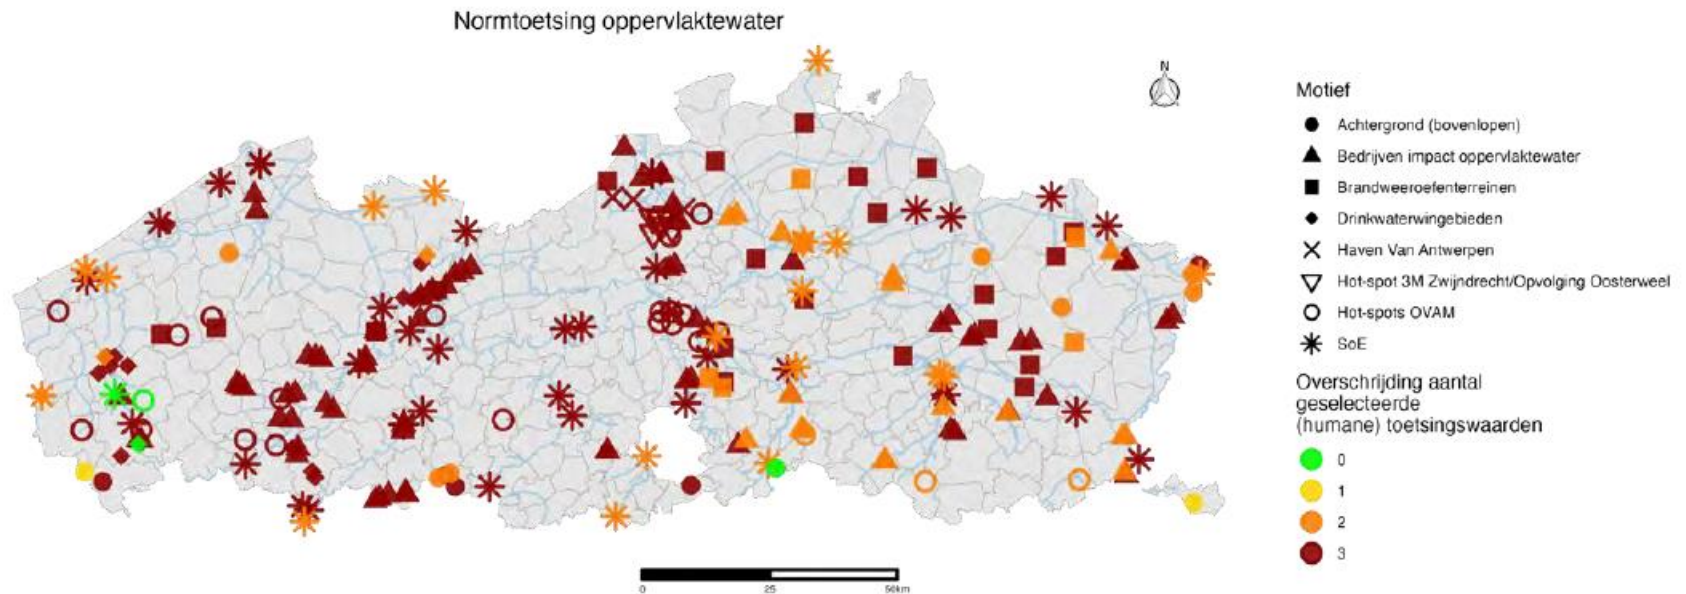 Normtoetsing oppervlaktewater
N
Motief
Achtergrond (bovenlopen)
Bedrijven impact oppervlaktewater
Brandweeroefenterreinen
Drinkwaterwingebieden
Haven Van Antwerpen
Hot-spot 3M Zwijndrecht/Opvolging Oosterweel
Hot-spots OVAM
SoE
Overschrijding aantal
geselecteerde
(humane) toetsingswaarden
0
1
2
3
0 25 50km